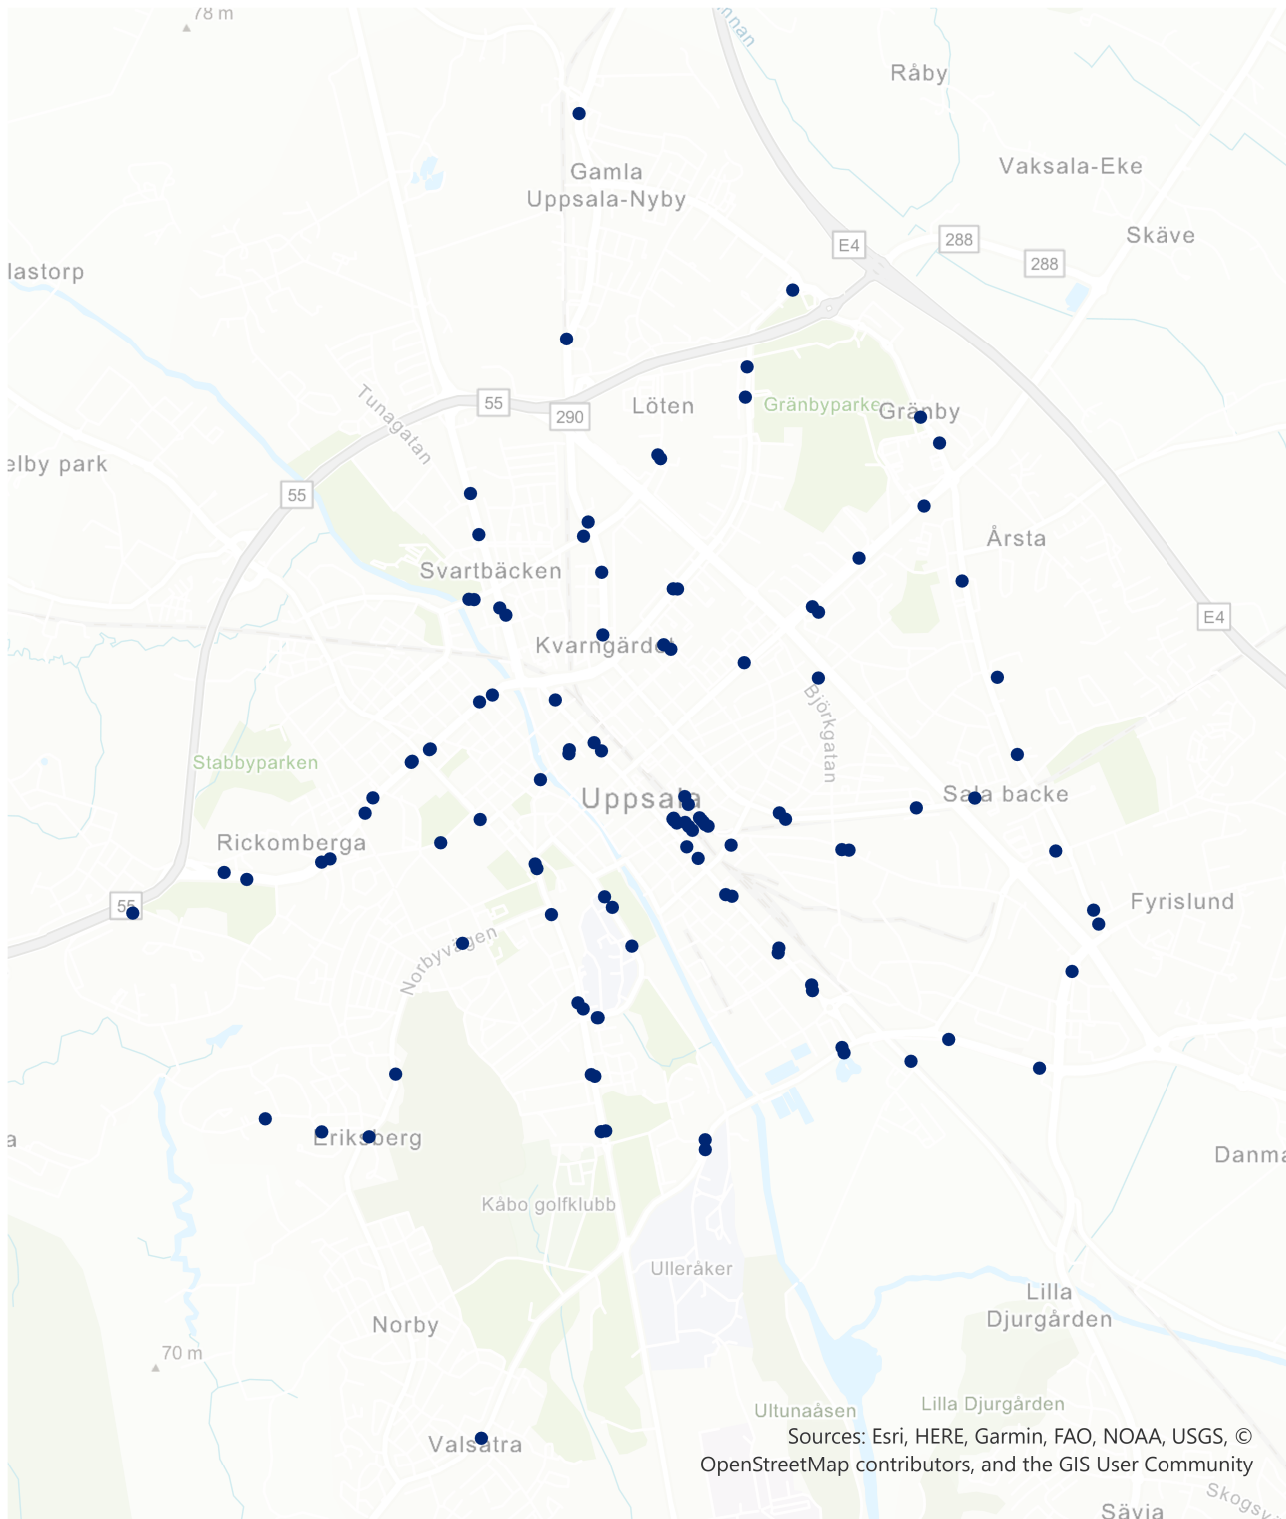 78 m
Råby
Vaksala-Eke
Gamla
Uppsala-Nyby
Skäve
E4
288
288
lastorp
55
290
Löten
Gränbyparke
Gränby
Tunagatan
elby park
55
Årsta
Svartbäcken
E4
Kvarngärdet
Björkgatan
Stabbyparken
Uppsala
Sala backe
Rickomberga
55
Fyrislund
Norbyvägen
a
Eriksberg
Danma
Kåbo golfklubb
Ulleråker
Lilla
Djurgården
Norby
70 m
Ultunaåsen
Lilla Djurgården
Valsätra
Sources: Esri, HERE, Garmin, FAO, NOAA, USGS, ©
OpenStreetMap contributors, and the GIS User Community
Sävja